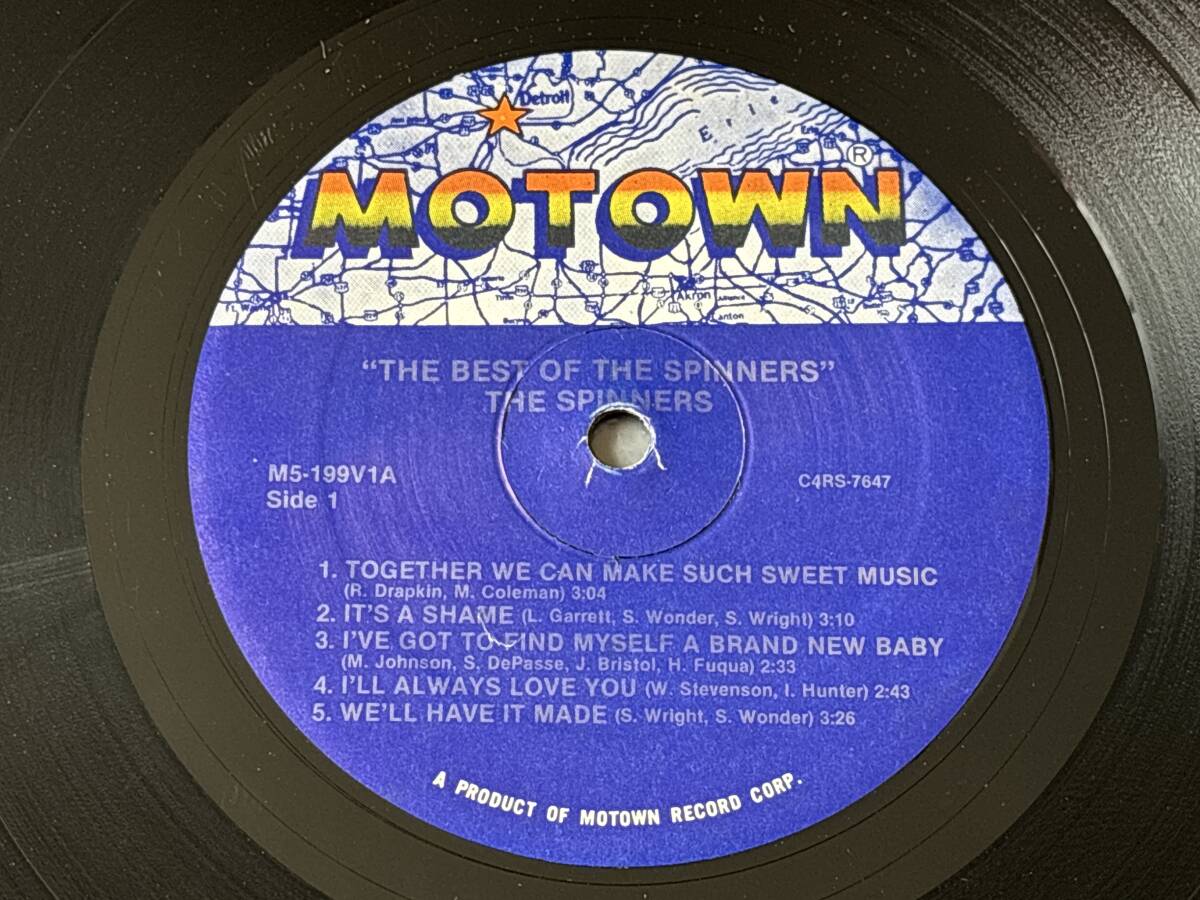 Detroit
Erie
®
MOTOWN
Akron
"THE BEST OF THE SPINNERS"
THE SPINNERS
M5-199V1A
C4RS-7647
Side 1
1. TOGETHER WE CAN MAKE SUCH SWEET MUSIC
(R. Drapkin, M. Coleman) 3:04
2. IT'S A SHAME (L. Garrett, S. Wonder, S. Wright) 3:10
3. I'VE GOT TO FIND MYSELF A BRAND NEW BABY
(M. Johnson, S. DePasse, J. Bristol, H. Fuqua) 2:33
4. I'LL ALWAYS LOVE YOU (W. Stevenson, I. Hunter) 2:43
5. WE'LL HAVE IT MADE (S. Wright, S. Wonder) 3:26
A PRODUCT OF MOTOWN RECORD CORP.